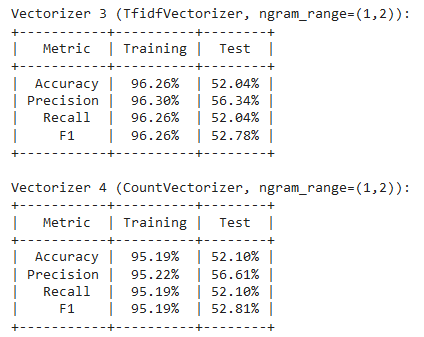 Vectorizer 3 (TfidfVectorizer, ngram_range=(1,2)):
+-----------+----------+--------+
|   Metric  | Training |  Test  |
+-----------+----------+--------+
|  Accuracy |  96.26%  | 52.04% |
| Precision |  96.30%  | 56.34% |
|   Recall  |  96.26%  | 52.04% |
|     F1    |  96.26%  | 52.78% |
+-----------+----------+--------+

Vectorizer 4 (CountVectorizer, ngram_range=(1,2)):
+-----------+----------+--------+
|   Metric  | Training |  Test  |
+-----------+----------+--------+
|  Accuracy |  95.19%  | 52.10% |
| Precision |  95.22%  | 56.61% |
|   Recall  |  95.19%  | 52.10% |
|     F1    |  95.19%  | 52.81% |
+-----------+----------+--------+